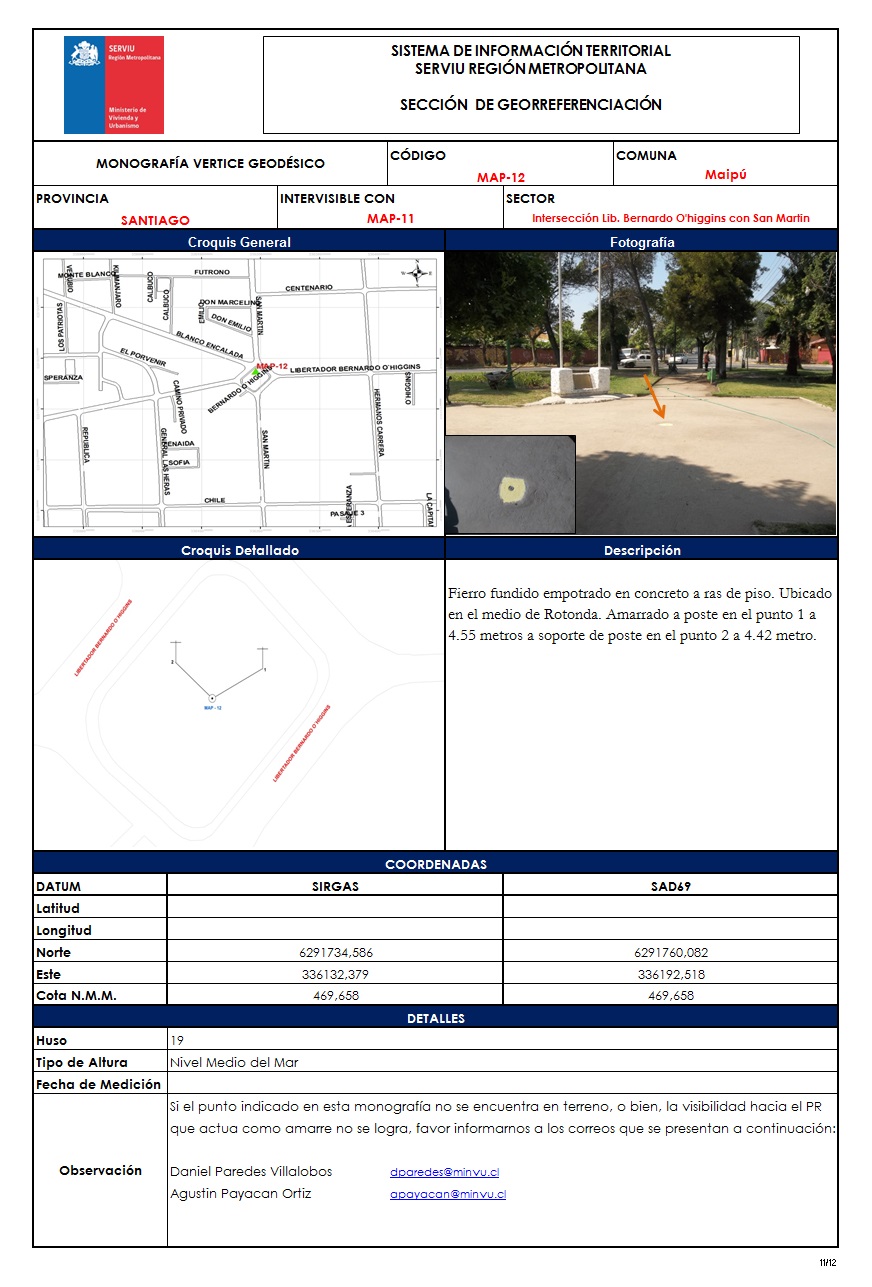 SERVIU
Región Metropolitana
Ministerio de
Vivienda y
Urbanismo
SISTEMA DE INFORMACIÓN TERRITORIAL
SERVIU REGIÓN METROPOLITANA
SECCIÓN DE GEORREFERENCIACIÓN
MONOGRAFÍA VERTICE GEODÉSICO
CÓDIGO
MAP-12
COMUNA
Maipú
PROVINCIA
SANTIAGO
INTERVISIBLE CON
MAP-11
SECTOR
Intersección Lib. Bernardo O'higgins con San Martin
Croquis General
Fotografía
MONTE BLANCO
KILIMANJARO
CALBUCO
CALBUCO
FUTRONO
CENTENARIO
LOS PATRIOTAS
EMILIO
DON MARCELINO
DON EMILIO
SAN MARTIN
BLANCO ENCALADA
EL PORVENIR
MAP-12
LIBERTADOR BERNARDO O'HIGGINS
SPERANZA
BERNARDO O'HIGGINS
CAMINO PRIVADO
HERMANOS CARRERA
O HIGGINS
REPUBLICA
GENERAL LAS HERAS
ENAIDA
SOFIA
SAN MARTIN
CHILE
ESPERANZA
PASAJE 3
LA CAPITA
Croquis Detallado
Descripción
LIBERTADOR BERNARDO O'HIGGINS
2
1
MAP - 12
LIBERTADOR BERNARDO O'HIGGINS
Fierro fundido empotrado en concreto a ras de piso. Ubicado
en el medio de Rotonda. Amarrado a poste en el punto 1 a
4.55 metros a soporte de poste en el punto 2 a 4.42 metro.
COORDENADAS
DATUM SIRGAS SAD69
Latitud
Longitud
Norte 6291734,586 6291760,082
Este 336132,379 336192,518
Cota N.M.M. 469,658 469,658
DETALLES
Huso 19
Tipo de Altura Nivel Medio del Mar
Fecha de Medición
Observación
Si el punto indicado en esta monografía no se encuentra en terreno, o bien, la visibilidad hacia el PR
que actua como amarre no se logra, favor informarnos a los correos que se presentan a continuación:
Daniel Paredes Villalobos dparedes@minvu.cl
Agustin Payacan Ortiz apayacan@minvu.cl
11/12